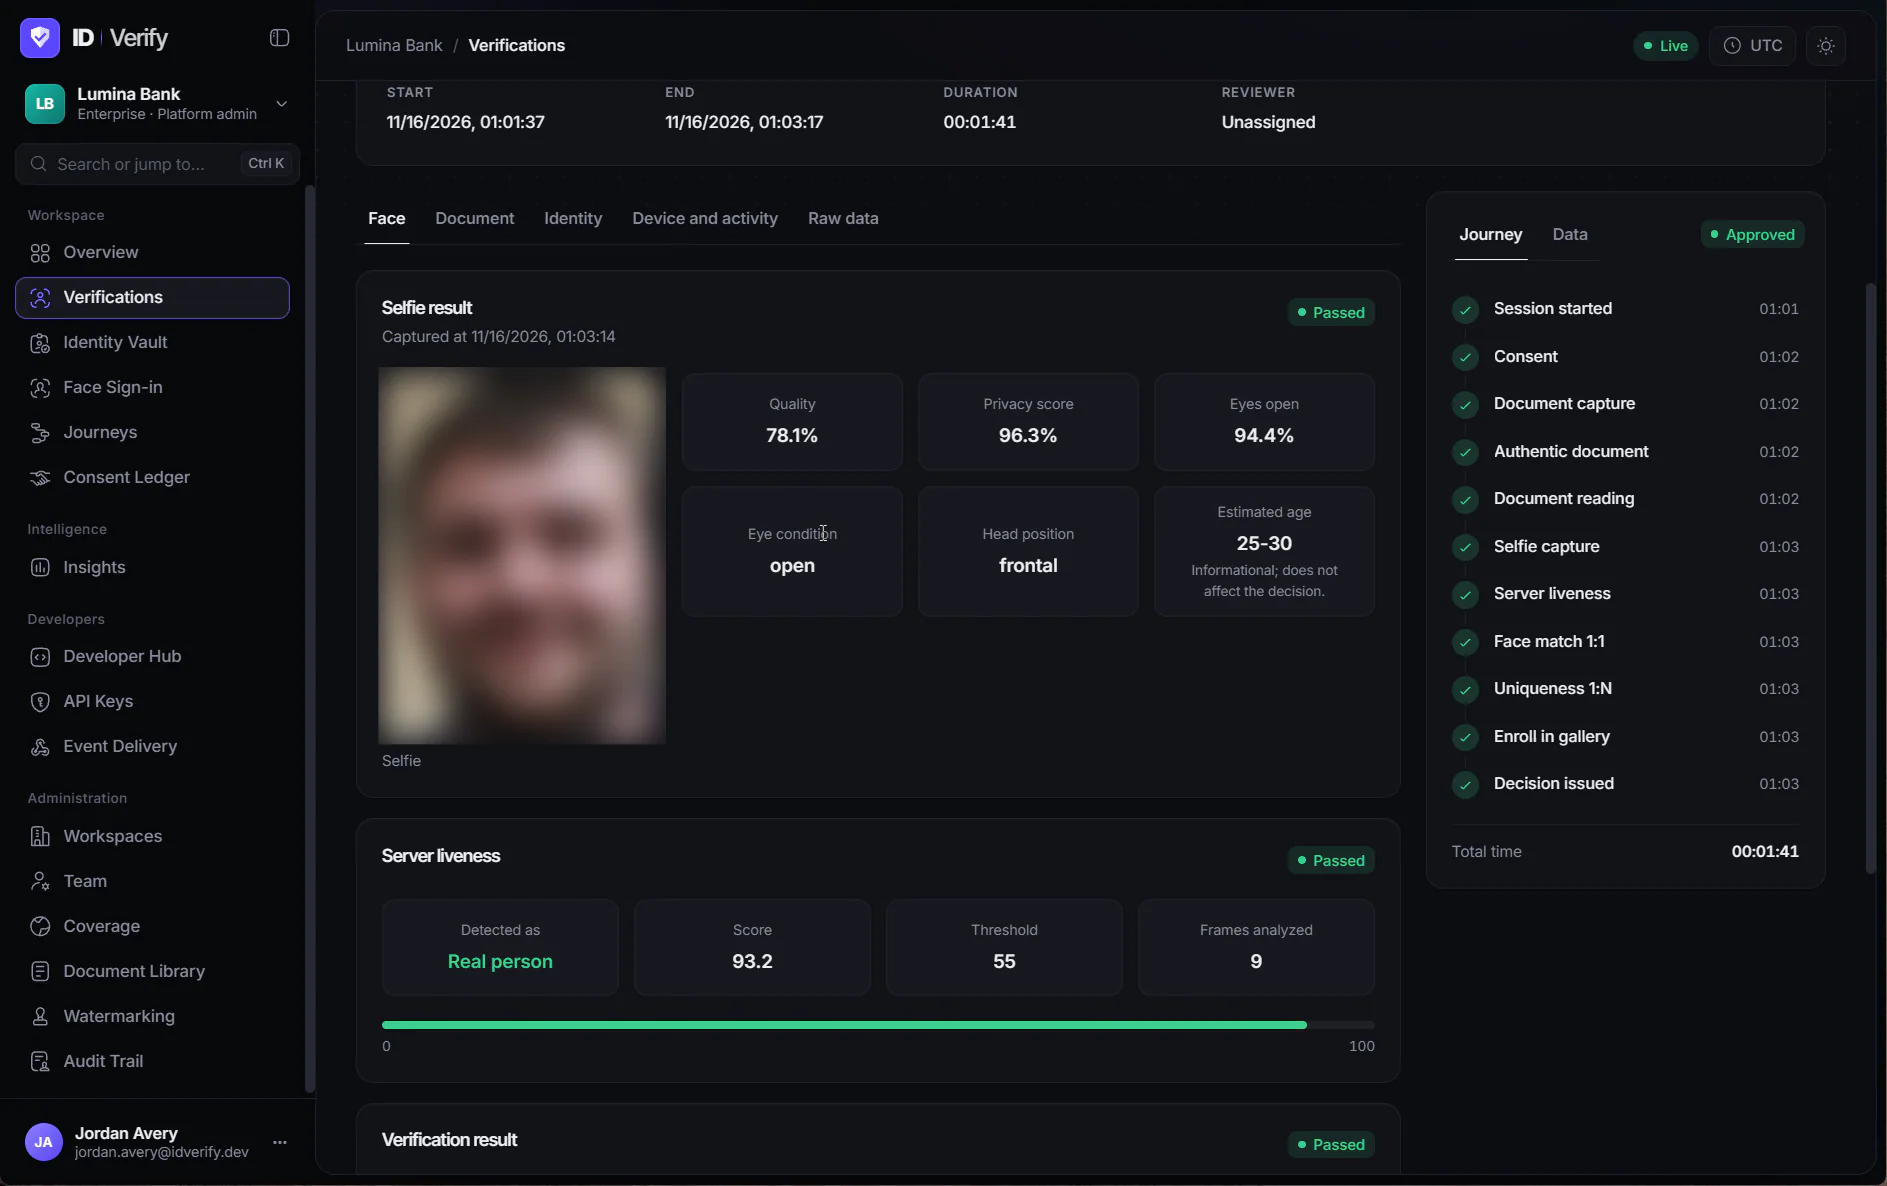 ID Verify
Lumina Bank
Enterprise · Platform admin
LB
Search or jump to...
Ctrl K
Workspace
Overview
Verifications
Identity Vault
Face Sign-in
Journeys
Consent Ledger
Intelligence
Insights
Developers
Developer Hub
API Keys
Event Delivery
Administration
Workspaces
Team
Coverage
Document Library
Watermarking
Audit Trail
JA
Jordan Avery
jordan.avery@idverify.dev
Lumina Bank / Verifications
Live
UTC
START
11/16/2026, 01:01:37
END
11/16/2026, 01:03:17
DURATION
00:01:41
REVIEWER
Unassigned
Face
Document
Identity
Device and activity
Raw data
Selfie result
Captured at 11/16/2026, 01:03:14
Passed
Quality
78.1%
Privacy score
96.3%
Eyes open
94.4%
Eye condition
open
Head position
frontal
Estimated age
25-30
Informational; does not
affect the decision.
Selfie
Server liveness
Passed
Detected as
Real person
Score
93.2
Threshold
55
Frames analyzed
9
0
100
Verification result
Passed
Journey
Data
Approved
Session started 01:01
Consent 01:02
Document capture 01:02
Authentic document 01:02
Document reading 01:02
Selfie capture 01:03
Server liveness 01:03
Face match 1:1 01:03
Uniqueness 1:N 01:03
Enroll in gallery 01:03
Decision issued 01:03
Total time 00:01:41